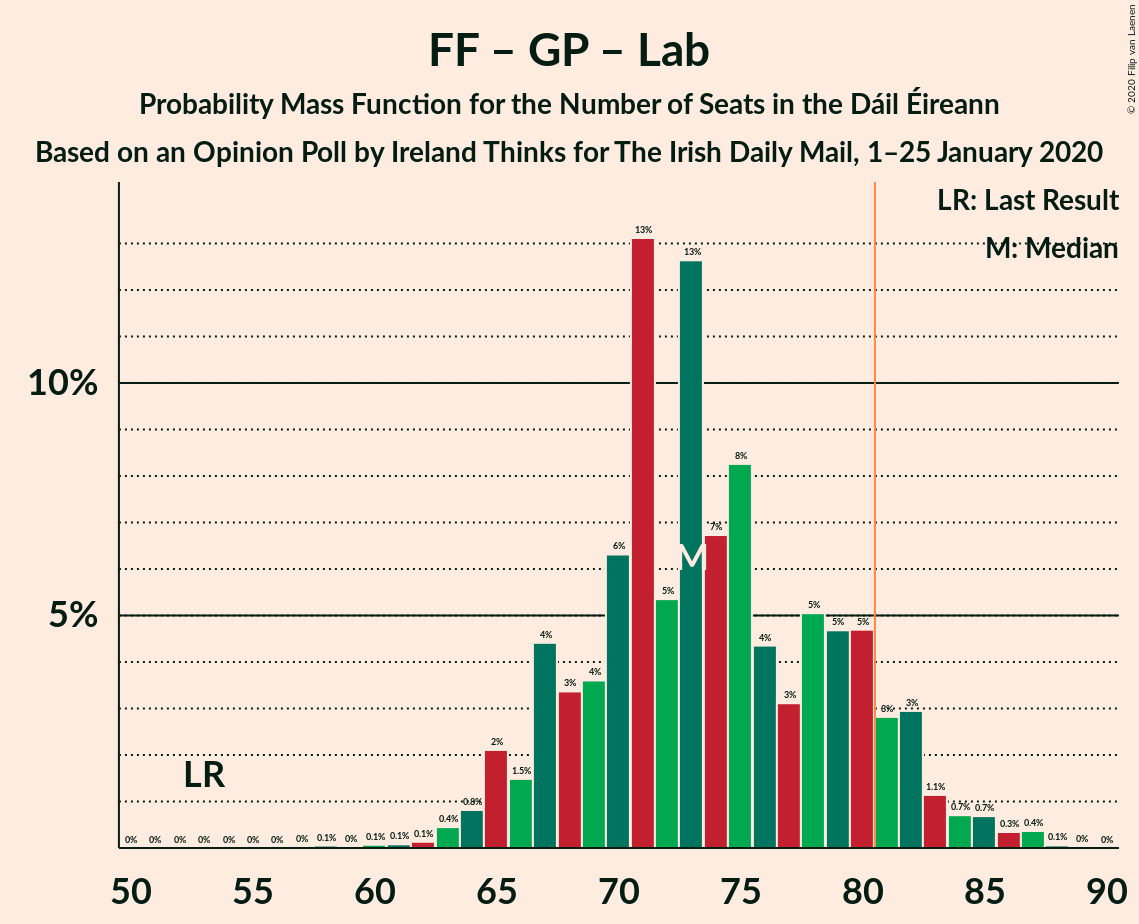 FF – GP – Lab
Probability Mass Function for the Number of Seats in the Dáil Éireann
Based on an Opinion Poll by Ireland Thinks for The Irish Daily Mail, 1–25 January 2020
© 2020 Filip van Laenen
LR: Last Result
M: Median
10%
5%
0% 0% 0% 0% 0% 0% 0% 0% 0.1% 0% 0.1% 0.1% 0.1% 0.4% 0.8% 2% 1.5% 4% 3% 4% 6% 13% 5% 13% 7% 8% 4% 3% 5% 5% 5% 3% 3% 1.1% 0.7% 0.7% 0.3% 0.4% 0.1% 0% 0%
M
LR
50 55 60 65 70 75 80 85 90